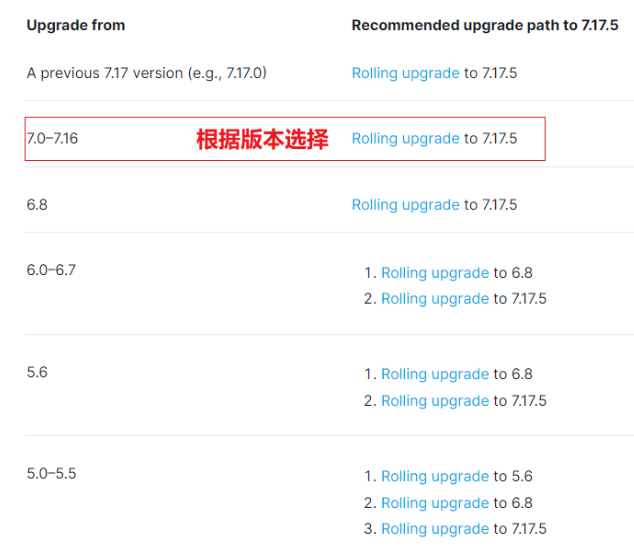 Upgrade from Recommended upgrade path to 7.17.5
A previous 7.17 version (e.g., 7.17.0) Rolling upgrade to 7.17.5
7.0–7.16 根据版本选择 Rolling upgrade to 7.17.5
6.8 Rolling upgrade to 7.17.5
6.0–6.7 1. Rolling upgrade to 6.8
2. Rolling upgrade to 7.17.5
5.6 1. Rolling upgrade to 6.8
2. Rolling upgrade to 7.17.5
5.0–5.5 1. Rolling upgrade to 5.6
2. Rolling upgrade to 6.8
3. Rolling upgrade to 7.17.5